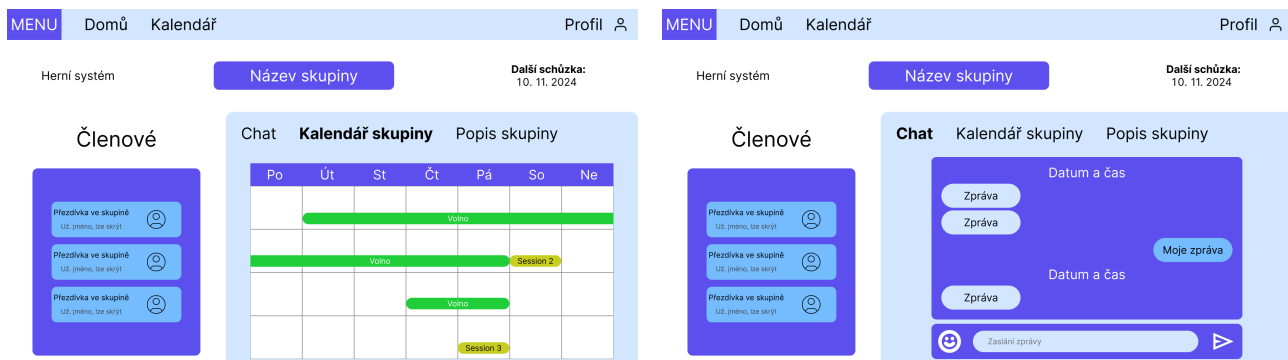 MENU Domů Kalendář Profil
Herní systém
Název skupiny
Další schůzka:
10. 11. 2024
Členové
Přezdívka ve skupině
Už. jméno, lze skrýt
Přezdívka ve skupině
Už. jméno, lze skrýt
Přezdívka ve skupině
Už. jméno, lze skrýt
Chat Kalendář skupiny Popis skupiny
Po Út St Čt Pá So Ne
Volno
Volno Session 2
Volno
Session 3
MENU Domů Kalendář Profil
Herní systém
Název skupiny
Další schůzka:
10. 11. 2024
Členové
Přezdívka ve skupině
Už. jméno, lze skrýt
Přezdívka ve skupině
Už. jméno, lze skrýt
Přezdívka ve skupině
Už. jméno, lze skrýt
Chat Kalendář skupiny Popis skupiny
Datum a čas
Zpráva
Zpráva
Moje zpráva
Datum a čas
Zpráva
Zaslání zprávy